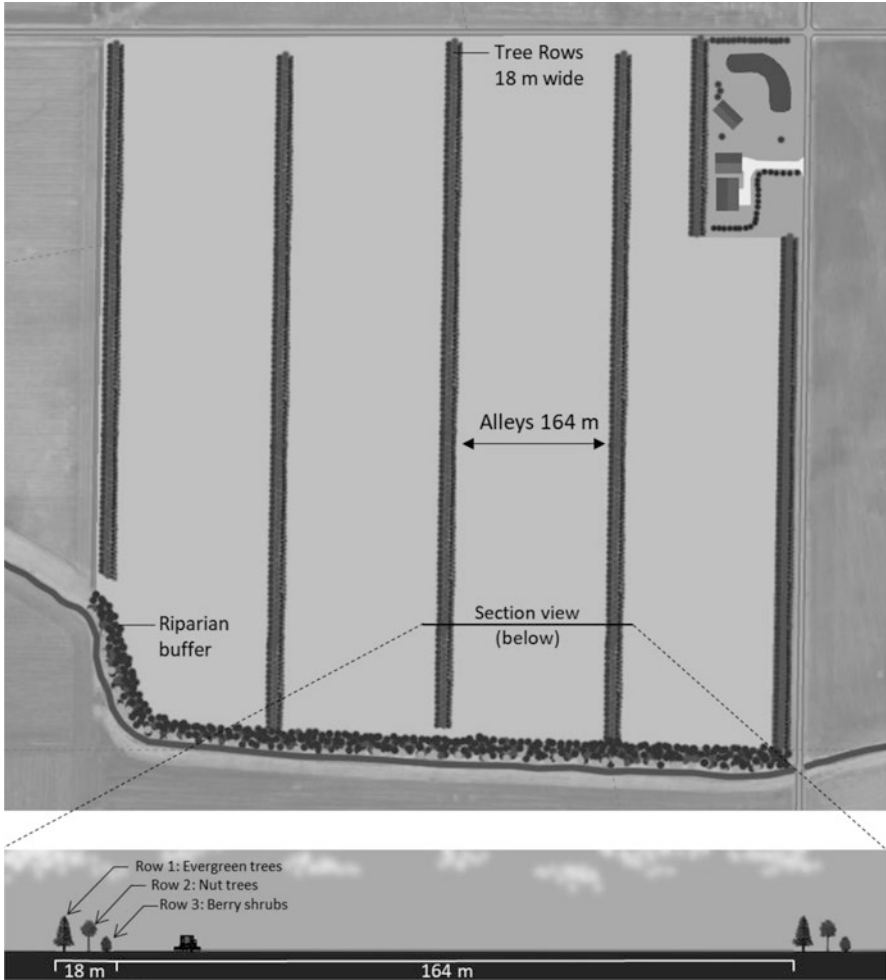 Tree Rows
18 m wide
Alleys 164 m
Riparian
buffer
Section view
(below)
Row 1: Evergreen trees
Row 2: Nut trees
Row 3: Berry shrubs
18 m
164 m